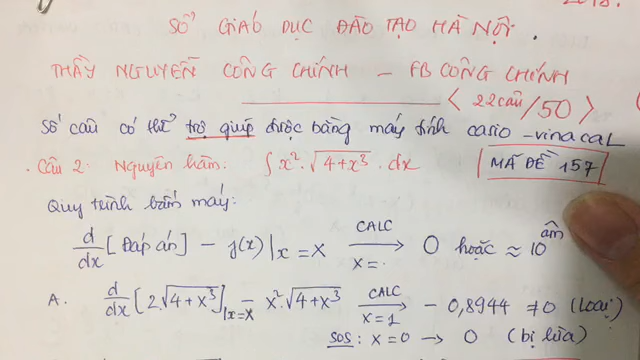 2018.
SỞ GIÁO DỤC ĐÀO TẠO HÀ NỘI.
THẦY NGUYỄN CÔNG CHÍNH – FB CÔNG CHÍNH
< 22 câu/50 >
Số câu có thể trợ giúp được bằng máy tính casio - vinacal
Câu 2: Nguyên hàm: ∫x².√(4+x³).dx MÃ ĐỀ 157
Quy trình bấm máy:
d/dx [Đáp án] - f(x)|x=X CALC X=. → 0 hoặc ≈ 10^âm
A. d/dx [2√(4+x³)]|x=X - x².√(4+x³) CALC X=1 → - 0,8944 ≠ 0 (loại)
SOS: X=0 → 0 (bị lừa)